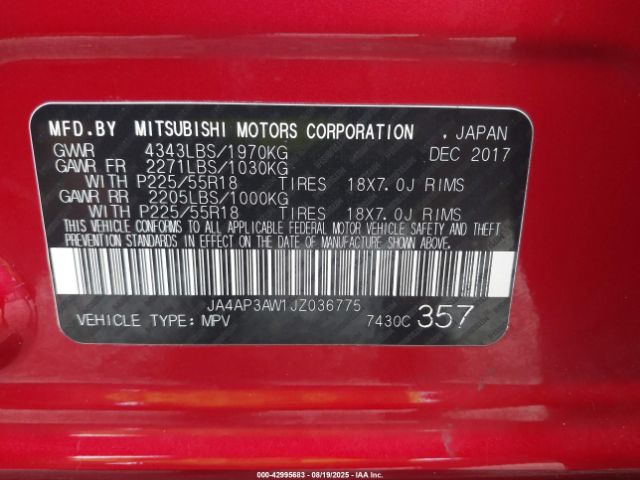 MFD.BY MITSUBISHI MOTORS CORPORATION . JAPAN
GVWR 4343LBS/1970KG DEC 2017
GAWR FR 2271LBS/1030KG
WITH P225/55R18 TIRES 18X7.0J RIMS
GAWR RR 2205LBS/1000KG
WITH P225/55R18 TIRES 18X7.0J RIMS
THIS VEHICLE CONFORMS TO ALL APPLICABLE FEDERAL MOTOR VEHICLE SAFETY AND THEFT
PREVENTION STANDARDS IN EFFECT ON THE DATE OF MANUFACTURE SHOWN ABOVE.
JA4AP3AW1JZ036775
VEHICLE TYPE: MPV 7430C 357
000-42995683 - 08/19/2025 - IAAI.COM